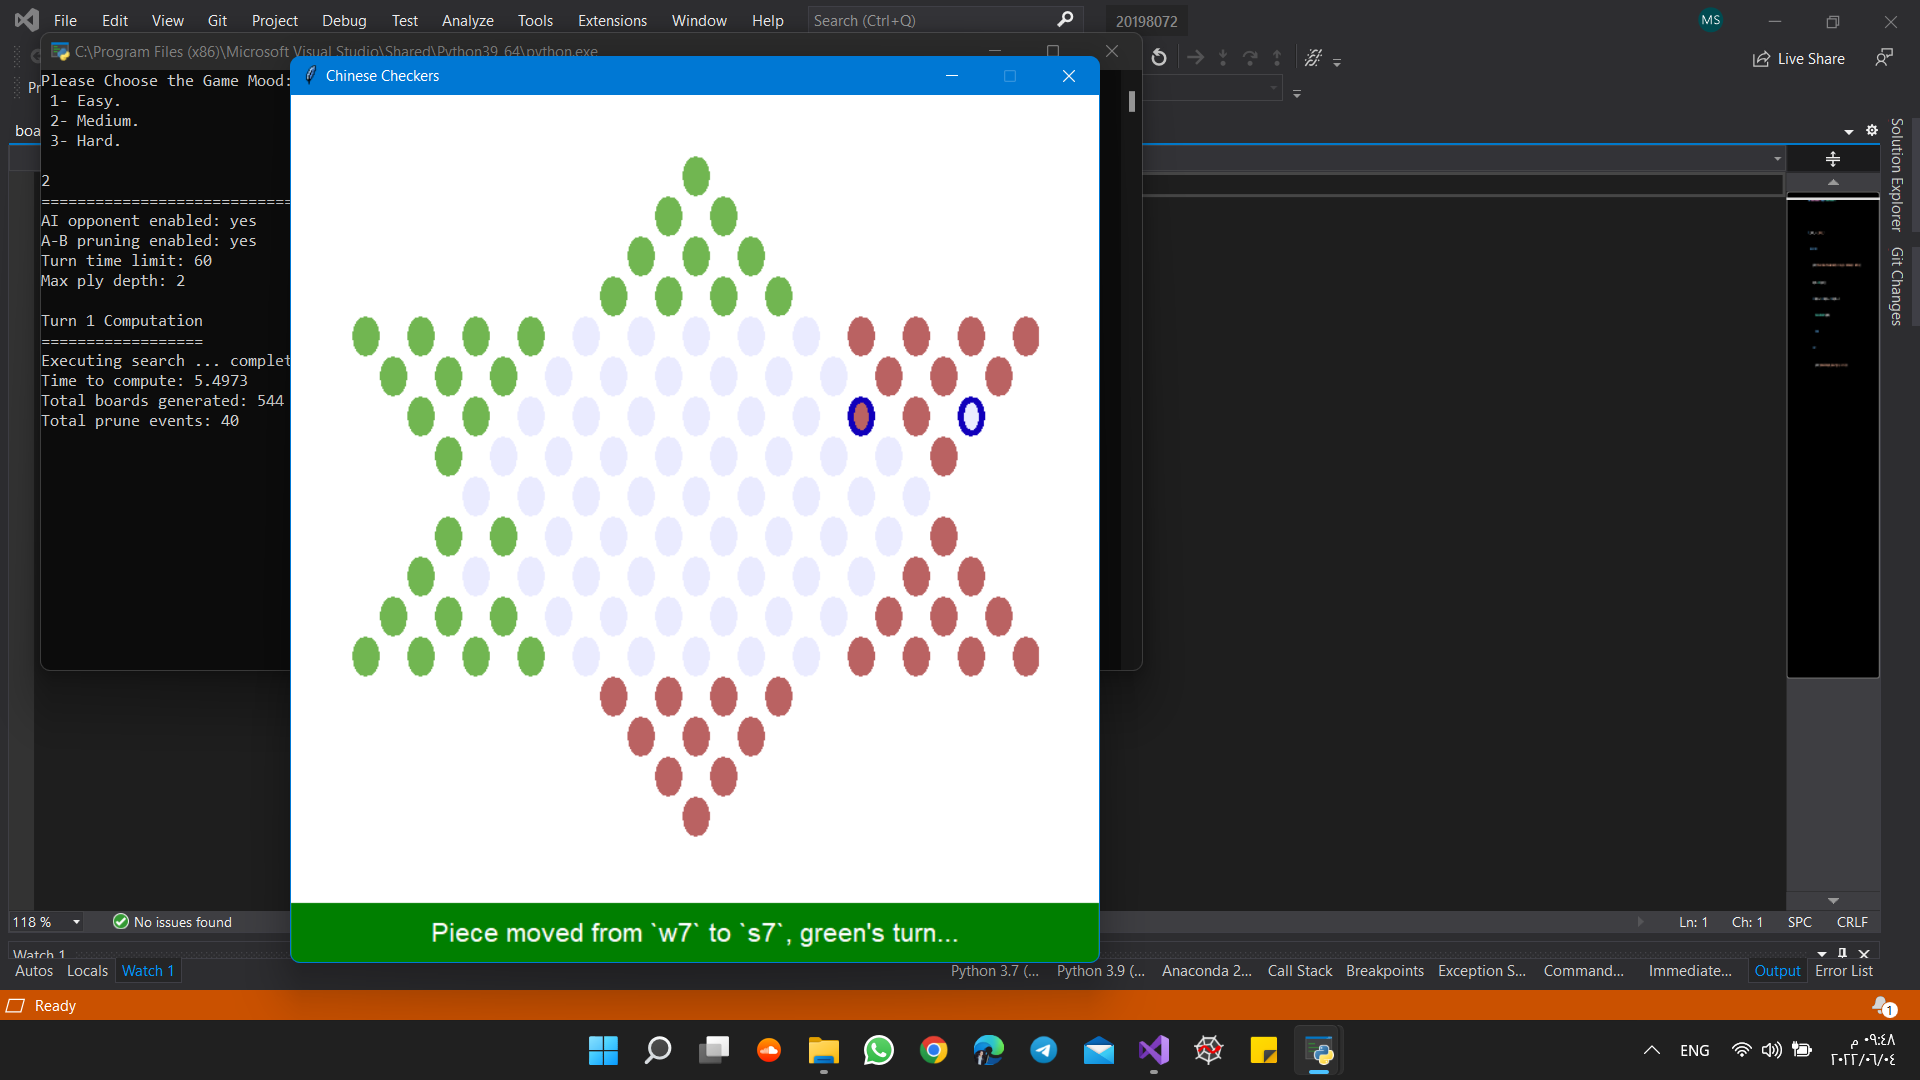 File Edit View Git Project Debug Test Analyze Tools Extensions Window Help Search (Ctrl+Q) 20198072 MS
C:\Program Files (x86)\Microsoft Visual Studio\Shared\Python39_64\python.exe
Live Share
Chinese Checkers
Please Choose the Game Mood:
1- Easy.
2- Medium.
3- Hard.
2
==============================
AI opponent enabled: yes
A-B pruning enabled: yes
Turn time limit: 60
Max ply depth: 2
Turn 1 Computation
==================
Executing search ... complet
Time to compute: 5.4973
Total boards generated: 544
Total prune events: 40
Solution Explorer
Git Changes
Piece moved from `w7` to `s7`, green's turn...
118 % No issues found Ln: 1 Ch: 1 SPC CRLF
Watch 1
Autos Locals Watch 1 Python 3.7 (... Python 3.9 (... Anaconda 2... Call Stack Breakpoints Exception S... Command... Immediate... Output Error List
Ready 1
ENG
٠٩:٤٨ م
٢٠٢٢/٠٦/٠٤